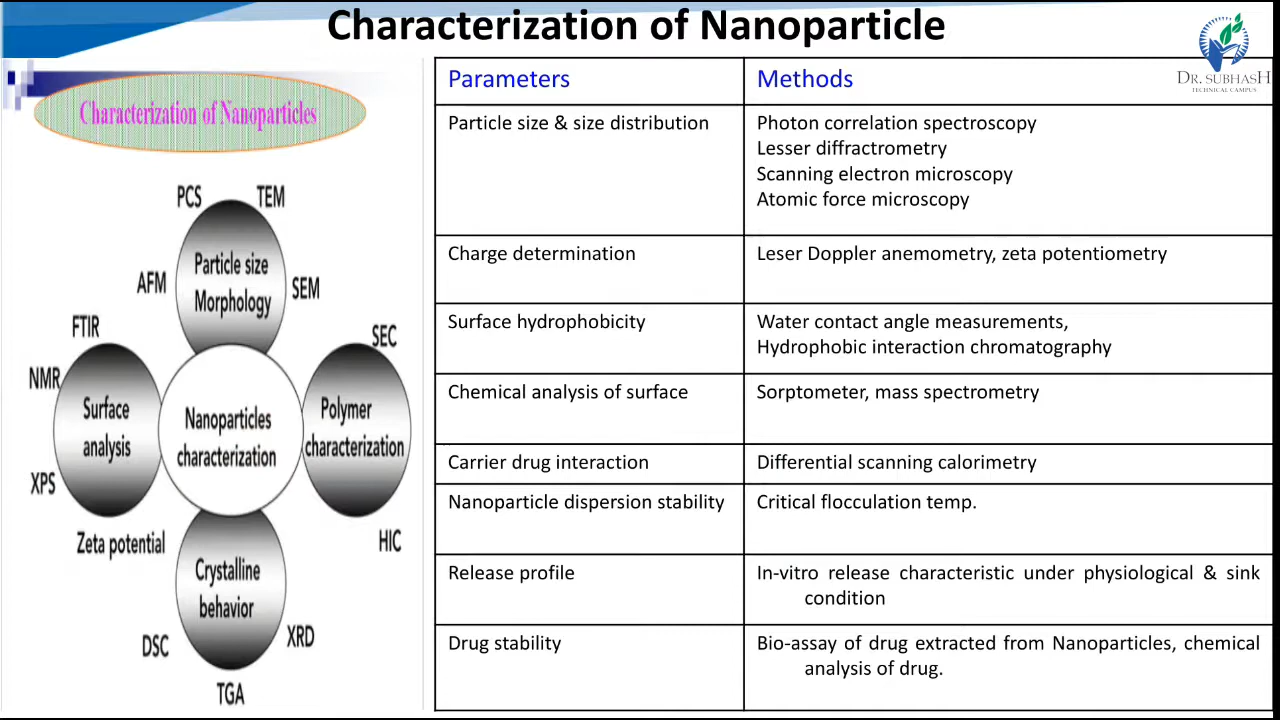 Characterization of Nanoparticle
DR. SUBHASH
TECHNICAL CAMPUS
Characterization of Nanoparticles
PCS
TEM
Particle size
Morphology
AFM
SEM
FTIR
SEC
NMR
Surface
analysis
Nanoparticles
characterization
Polymer
characterization
XPS
Zeta potential
HIC
Crystalline
behavior
DSC
XRD
TGA
Parameters
Methods
Particle size & size distribution
Photon correlation spectroscopy
Lesser diffractrometry
Scanning electron microscopy
Atomic force microscopy
Charge determination
Leser Doppler anemometry, zeta potentiometry
Surface hydrophobicity
Water contact angle measurements,
Hydrophobic interaction chromatography
Chemical analysis of surface
Sorptometer, mass spectrometry
Carrier drug interaction
Differential scanning calorimetry
Nanoparticle dispersion stability
Critical flocculation temp.
Release profile
In-vitro release characteristic under physiological & sink
condition
Drug stability
Bio-assay of drug extracted from Nanoparticles, chemical
analysis of drug.